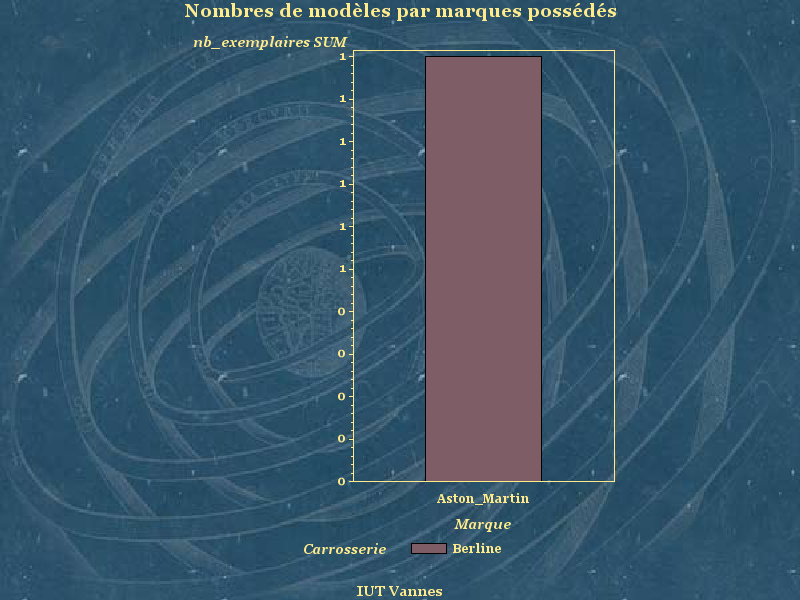 Nombres de modèles par marques possédés
nb_exemplaires SUM
1
1
1
1
1
1
0
0
0
0
0
Aston_Martin
Marque
Carrosserie Berline
IUT Vannes